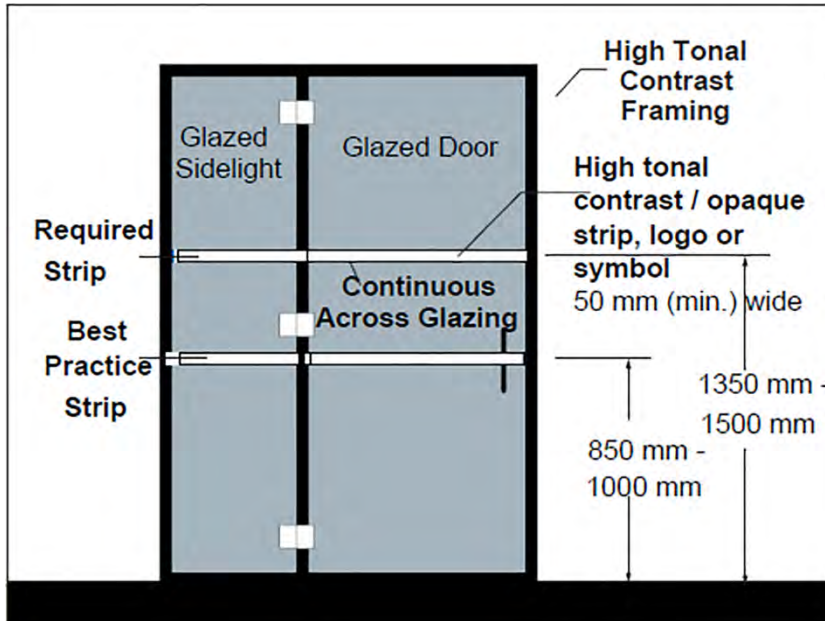 High Tonal
Contrast
Framing
Glazed
Sidelight
Glazed Door
High tonal
contrast / opaque
strip, logo or
symbol
50 mm (min.) wide
Required
Strip
Continuous
Across Glazing
Best
Practice
Strip
1350 mm -
1500 mm
850 mm -
1000 mm